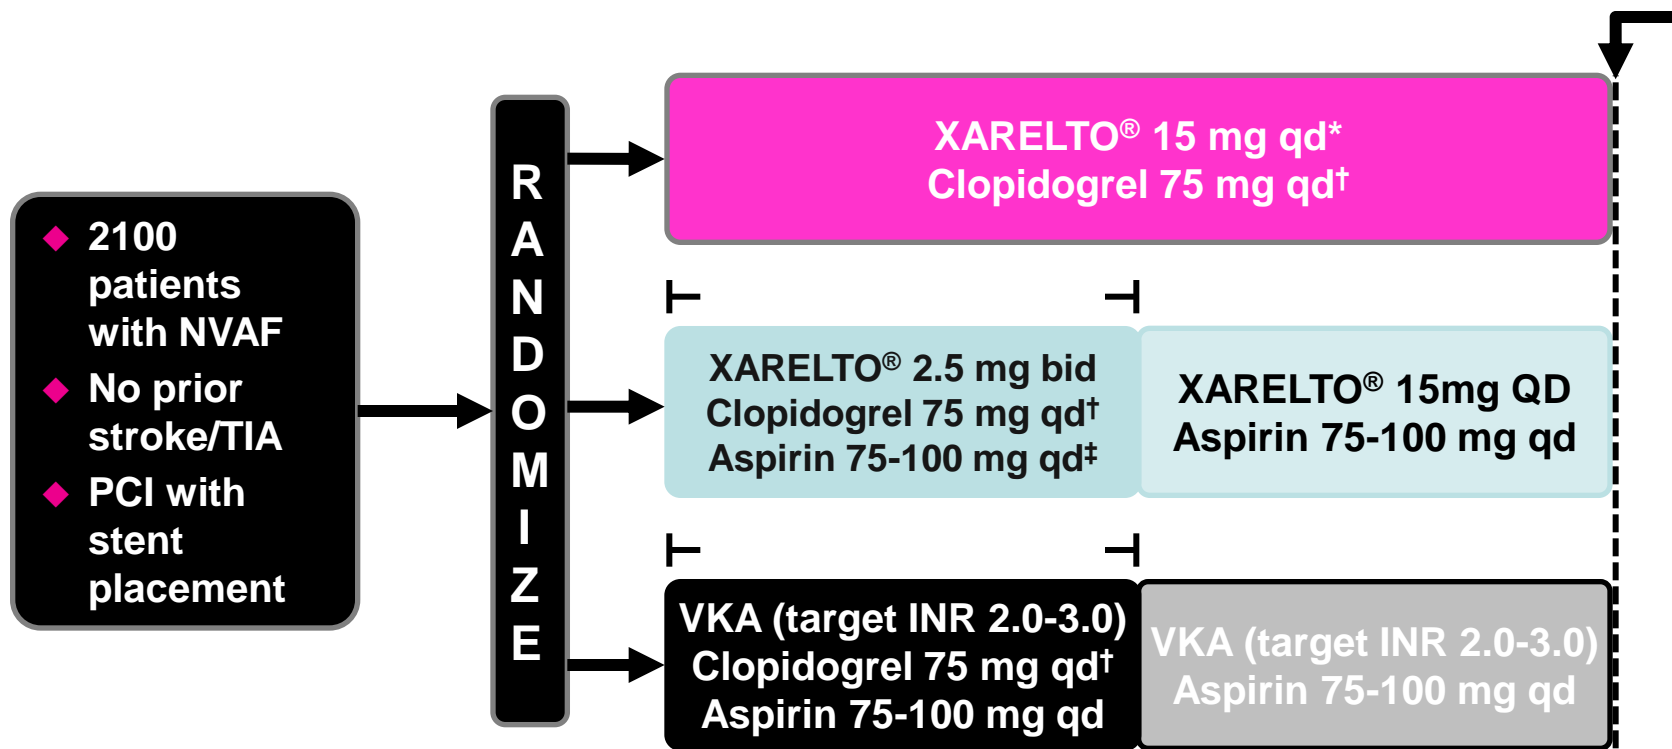 2100
patients
with NVAF
No prior
stroke/TIA
PCI with
stent
placement
R
A
N
D
O
M
I
Z
E
XARELTO® 15 mg qd*
Clopidogrel 75 mg qd†
XARELTO® 2.5 mg bid
Clopidogrel 75 mg qd†
Aspirin 75-100 mg qd‡
XARELTO® 15mg QD
Aspirin 75-100 mg qd
VKA (target INR 2.0-3.0)
Clopidogrel 75 mg qd†
Aspirin 75-100 mg qd
VKA (target INR 2.0-3.0)
Aspirin 75-100 mg qd